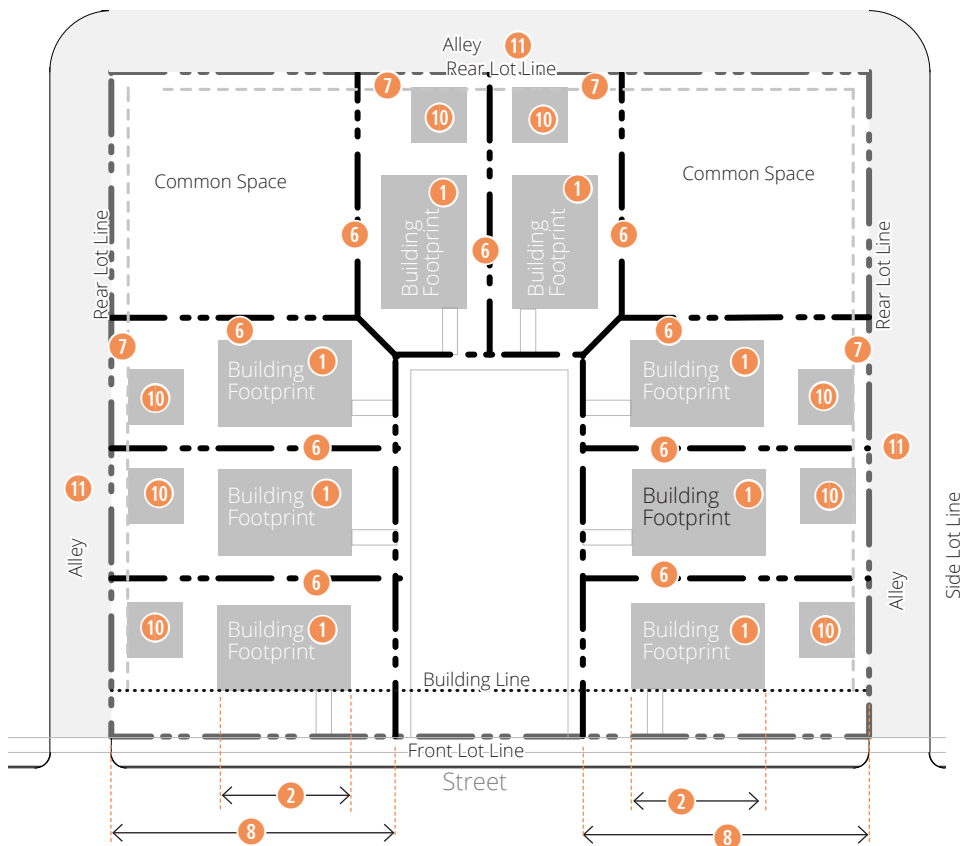 Alley 11
Rear Lot Line
7 7
10 10
Common Space
Common Space
1 1
Building
Footprint
Building
Footprint
6 6 6
Rear Lot Line
Rear Lot Line
6 6
7 7
Building
Footprint
1
Building
Footprint
1
10 10
6 6
11 11
10
Building
Footprint
1
Building
Footprint
1
10
Alley
Alley
Side Lot Line
6 6
10
Building
Footprint
1
Building
Footprint
1
10
Building Line
Front Lot Line
Street
2 2
8 8